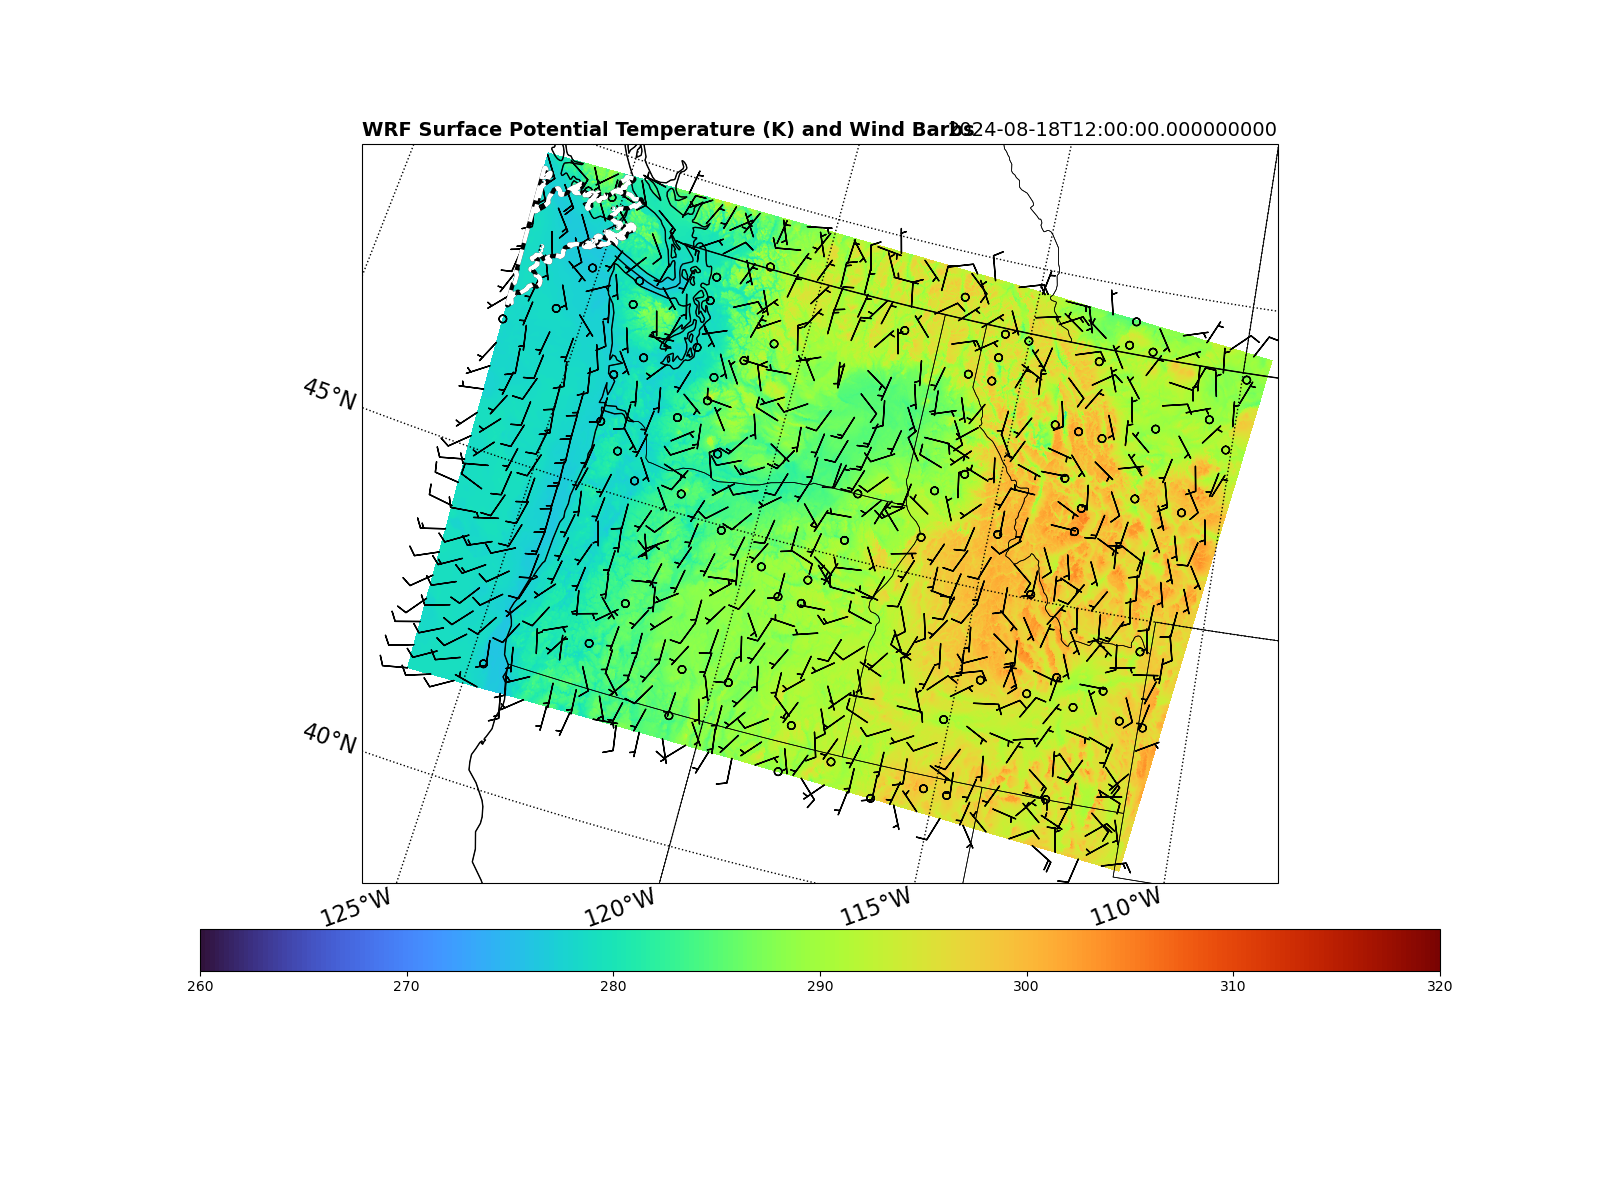 WRF Surface Potential Temperature (K) and Wind Barbs
2024-08-18T12:00:00.000000000
45°N
40°N
125°W 120°W 115°W 110°W
260 270 280 290 300 310 320